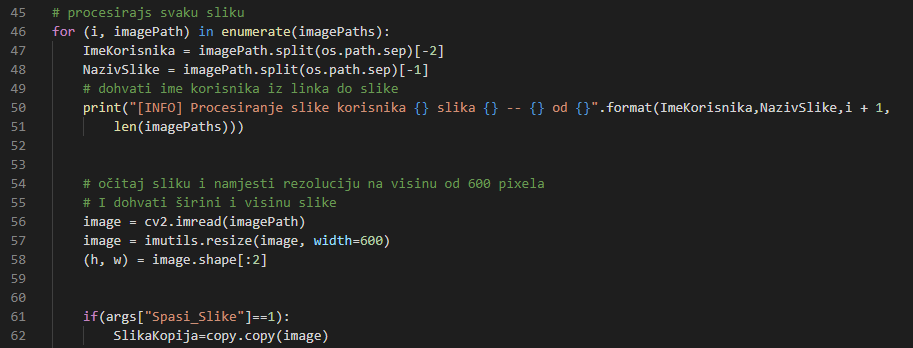 45 # procesirajs svaku sliku
46 for (i, imagePath) in enumerate(imagePaths):
47 ImeKorisnika = imagePath.split(os.path.sep)[-2]
48 NazivSlike = imagePath.split(os.path.sep)[-1]
49 # dohvati ime korisnika iz linka do slike
50 print("[INFO] Procesiranje slike korisnika {} slika {} -- {} od {}".format(ImeKorisnika,NazivSlike,i + 1,
51 len(imagePaths)))
52
53
54 # očitaj sliku i namjesti rezoluciju na visinu od 600 pixela
55 # I dohvati širini i visinu slike
56 image = cv2.imread(imagePath)
57 image = imutils.resize(image, width=600)
58 (h, w) = image.shape[:2]
59
60
61 if(args["Spasi_Slike"]==1):
62 SlikaKopija=copy.copy(image)